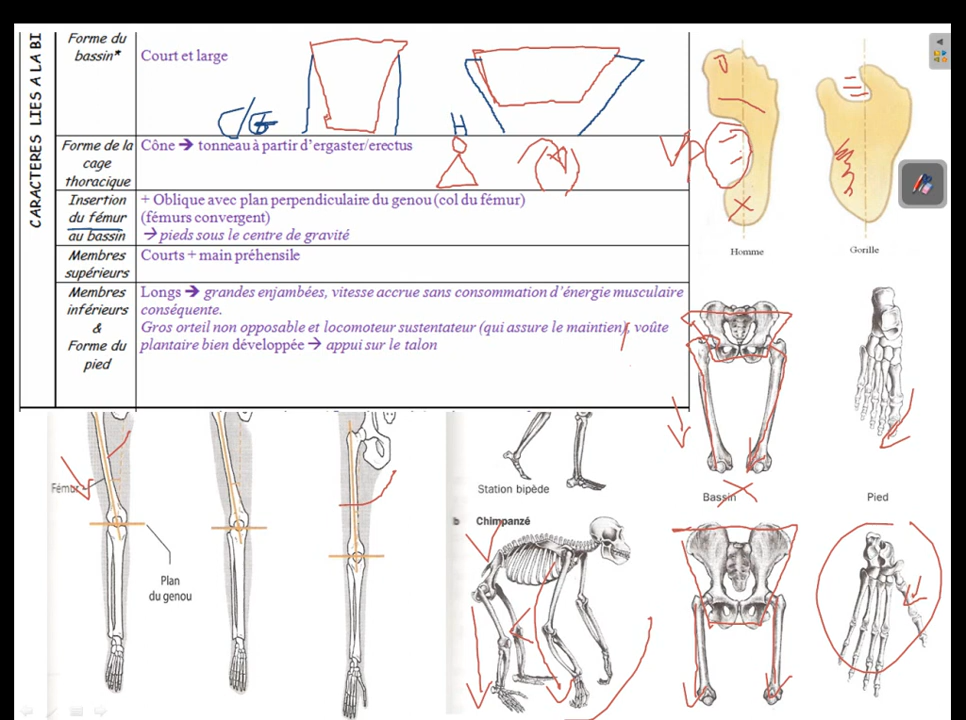 CARACTERES LIES A LA BI
Forme du
bassin*
Court et large
C/G
H
Forme de la
cage
thoracique
Cône ➔ tonneau à partir d'ergaster/erectus
Insertion
du fémur
au bassin
+ Oblique avec plan perpendiculaire du genou (col du fémur)
(fémurs convergent)
→ pieds sous le centre de gravité
Membres
supérieurs
Courts + main préhensile
Membres
inférieurs
&
Forme du
pied
Longs ➔ grandes enjambées, vitesse accrue sans consommation d'énergie musculaire
conséquente.
Gros orteil non opposable et locomoteur sustentateur (qui assure le maintien), voûte
plantaire bien développée → appui sur le talon
Vp
Homme
Gorille
Fémur
Plan
du genou
Station bipède
b Chimpanzé
Bassin
Pied